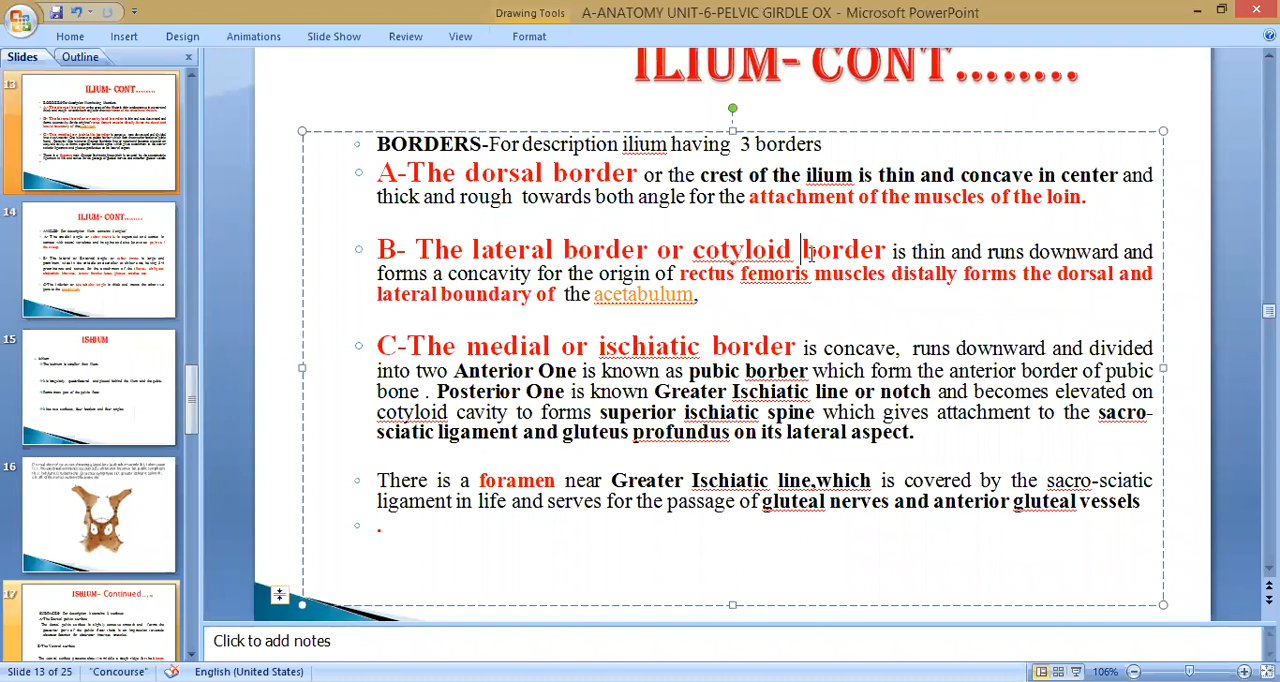 Drawing Tools
A-ANATOMY UNIT-6-PELVIC GIRDLE OX - Microsoft PowerPoint
Home Insert Design Animations Slide Show Review View Format
Slides Outline
13
ILIUM- CONT........
14
ILIUM- CONT........
15
ISHIUM
16
17
ISHIUM- Continued....
ILIUM- CONT........
BORDERS-For description ilium having 3 borders
A-The dorsal border or the crest of the ilium is thin and concave in center and
thick and rough towards both angle for the attachment of the muscles of the loin.
B- The lateral border or cotyloid border is thin and runs downward and
forms a concavity for the origin of rectus femoris muscles distally forms the dorsal and
lateral boundary of the acetabulum,
C-The medial or ischiatic border is concave, runs downward and divided
into two Anterior One is known as pubic borber which form the anterior border of pubic
bone . Posterior One is known Greater Ischiatic line or notch and becomes elevated on
cotyloid cavity to forms superior ischiatic spine which gives attachment to the sacro-
sciatic ligament and gluteus profundus on its lateral aspect.
There is a foramen near Greater Ischiatic line,which is covered by the sacro-sciatic
ligament in life and serves for the passage of gluteal nerves and anterior gluteal vessels
.
Click to add notes
Slide 13 of 25 "Concourse" English (United States) 106%